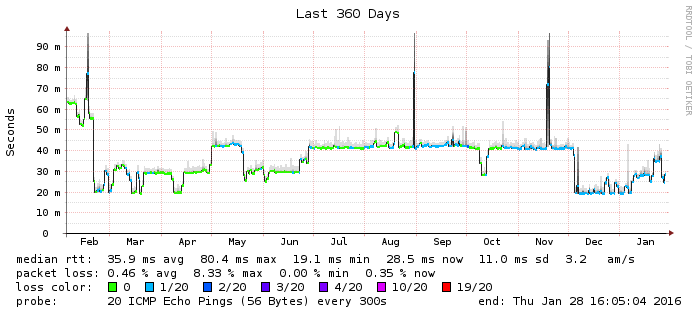 Last 360 Days
RRDTOOL / TOBI OETIKER
Seconds
90 m
80 m
70 m
60 m
50 m
40 m
30 m
20 m
10 m
0
Feb Mar Apr May Jun Jul Aug Sep Oct Nov Dec Jan
median rtt: 35.9 ms avg 80.4 ms max 19.1 ms min 28.5 ms now 11.0 ms sd 3.2 am/s
packet loss: 0.46 % avg 8.33 % max 0.00 % min 0.35 % now
loss color: 0 1/20 2/20 3/20 4/20 10/20 19/20
probe: 20 ICMP Echo Pings (56 Bytes) every 300s end: Thu Jan 28 16:05:04 2016